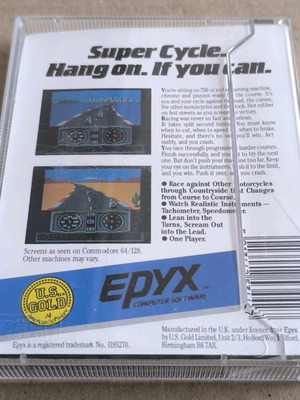 Super Cycle.
Hang on. If you can.
You're sitting on 750 cc's of steaming machine,
chrome and pistons ready for the course. It's
you and your cycle against the road, the curves,
the other motorcycles and the clock. Hot rubber
on hot streets as you scream to victory.
Racing was never so fast and furious.
It takes split second timing. You must know
when to cut, when to speed up, when to brake.
Hesitate, and there's no way you'll win. Act
rashly, and you crash.
You race through progressively harder courses.
Finish successfully, and you get to try the next
one. But don't push your machine too far. Keep
your eye on the instruments. Push it to the limit,
and you win. Push it over, and you crash.
● Race against Other Motorcycles
through Countryside that Changes
from Course to Course.
● Watch Realistic Instruments –
Tachometer, Speedometer.
● Lean into the
Turns, Scream Out
into the Lead.
● One Player.
Screens as seen on Commodore 64/128.
Other machines may vary.
U.S.
GOLD
EPYX
COMPUTER SOFTWARE
Epyx is a registered trademark No. 1195270.
Manufactured in the U.K. under licence from Epyx
by U.S. Gold Limited, Unit 2/3, Holford Way, Holford,
Birmingham B6 7AX.